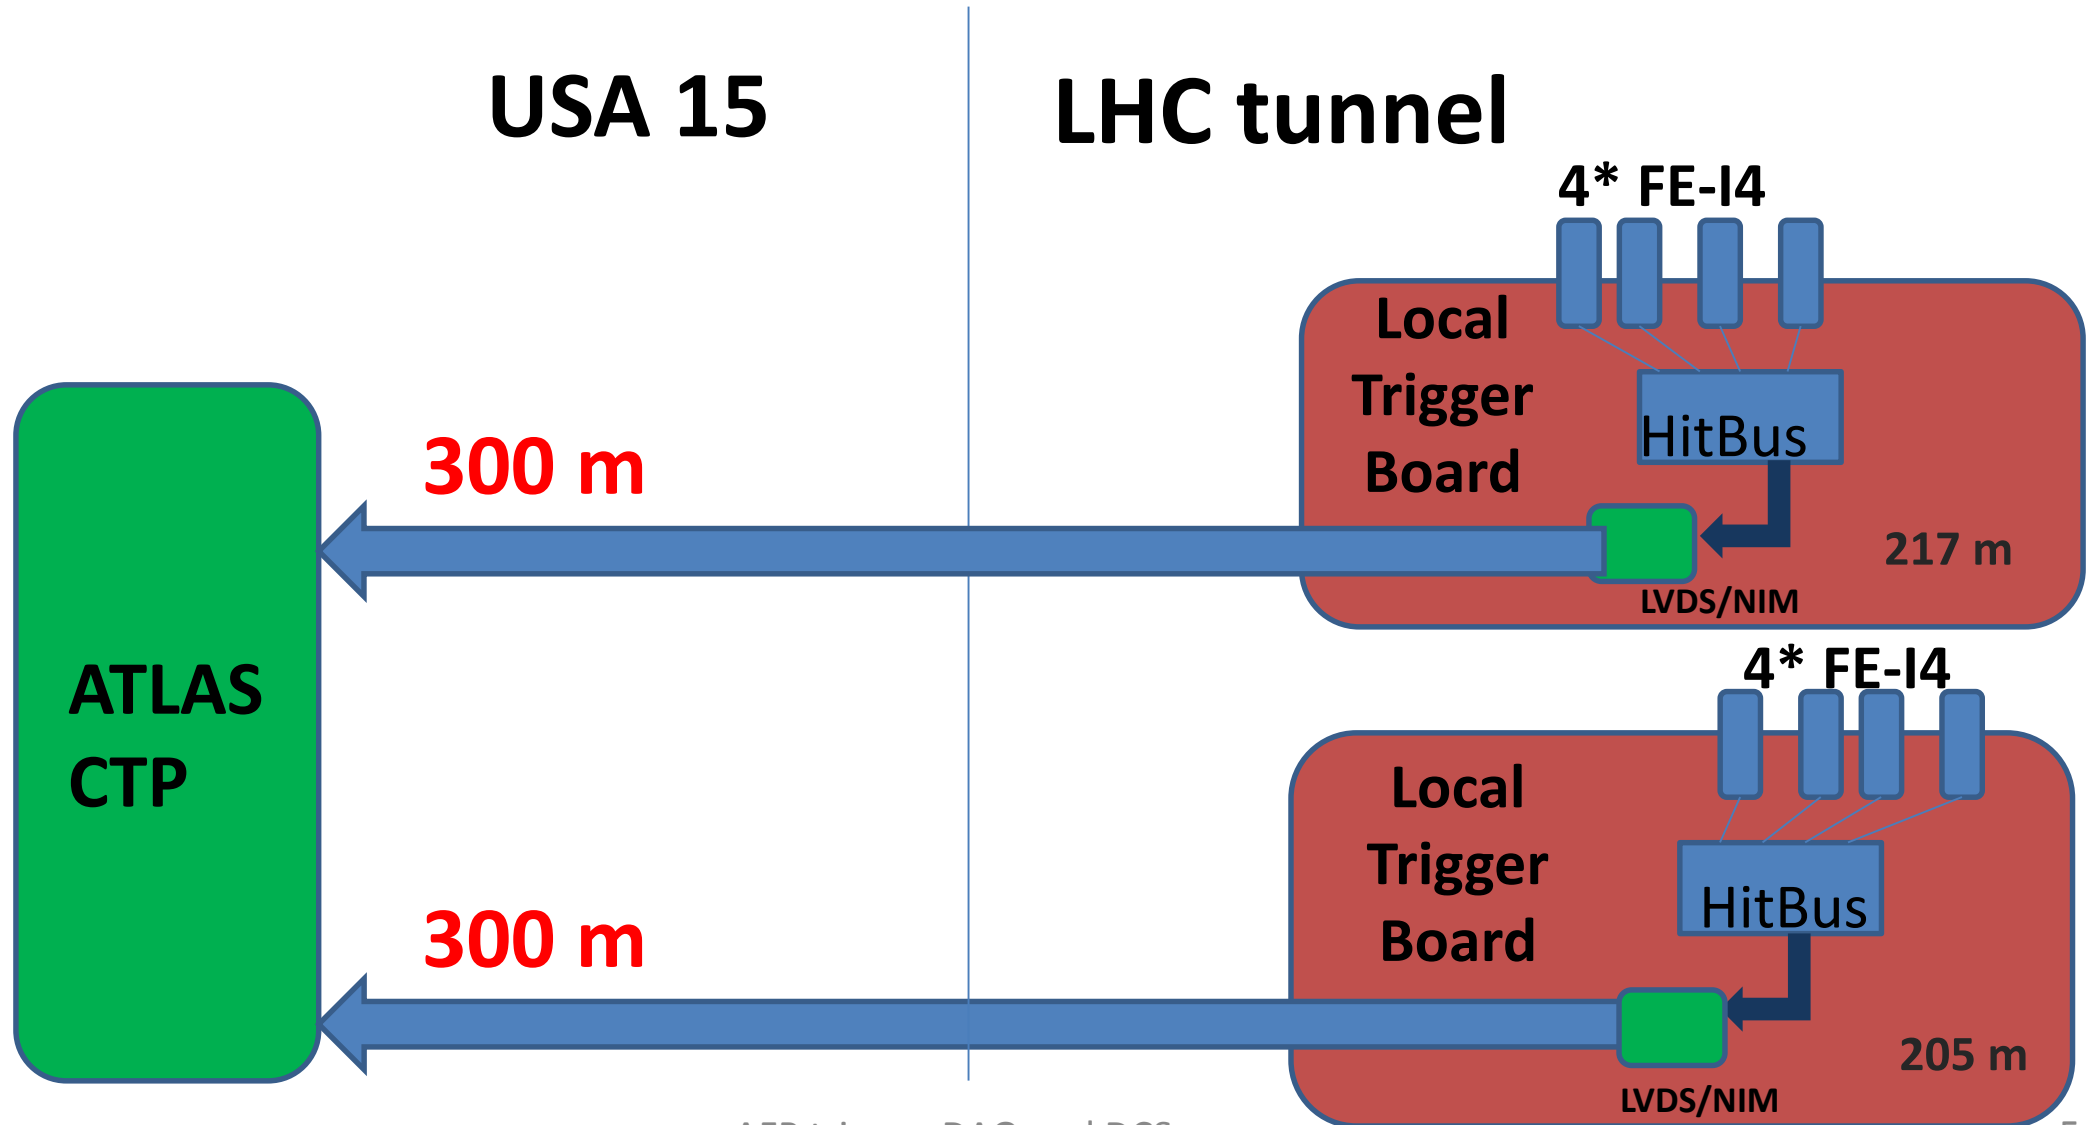 USA 15
LHC tunnel
4* FE-I4
Local
Trigger
Board
HitBus
300 m
217 m
LVDS/NIM
ATLAS
CTP
4* FE-I4
Local
Trigger
Board
HitBus
300 m
205 m
LVDS/NIM